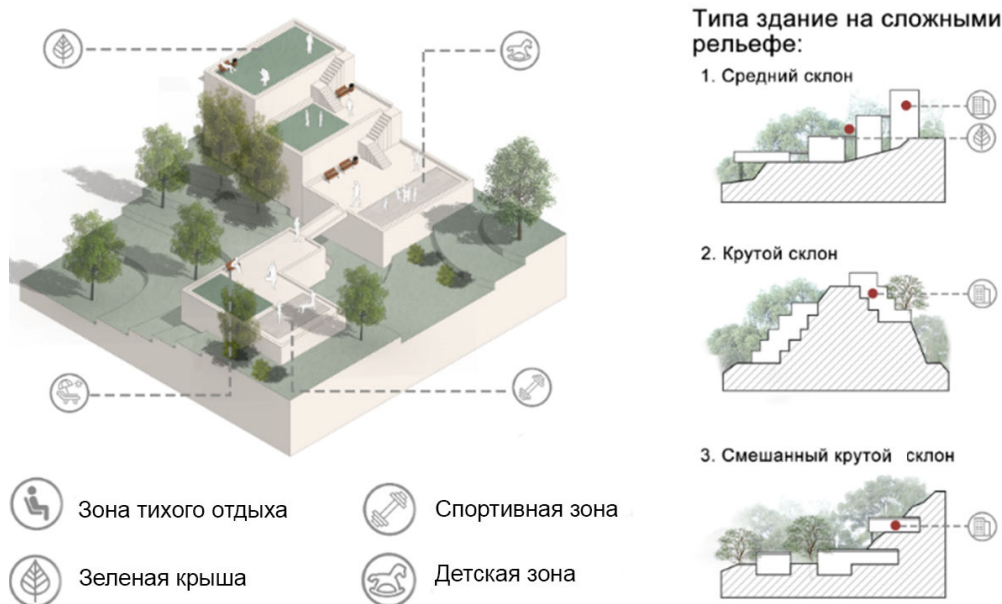 Типа здание на сложными
рельефе:
1. Средний склон
2. Крутой склон
3. Смешанный крутой склон
Зона тихого отдыха
Спортивная зона
Зеленая крыша
Детская зона